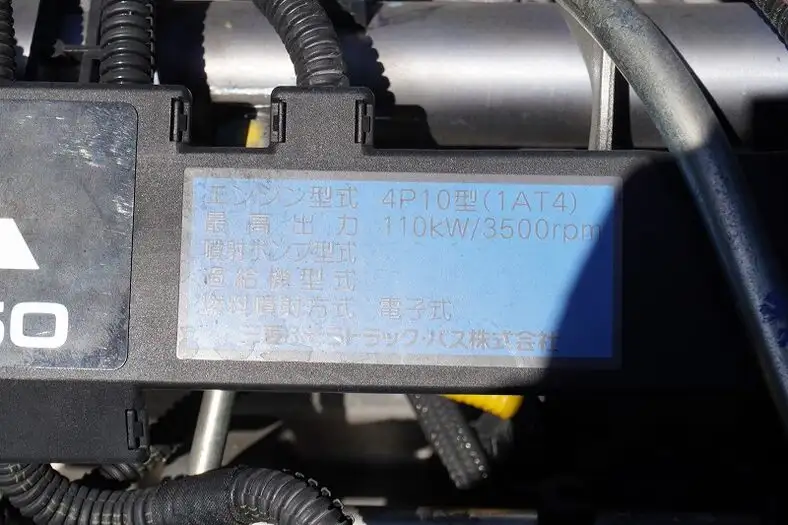 エンジン型式 4P10型(1AT4)
最高出力 110kW/3500rpm
噴射ポンプ型式
過給機型式
燃料噴射方式 電子式
三菱ふそうトラック・バス株式会社
50